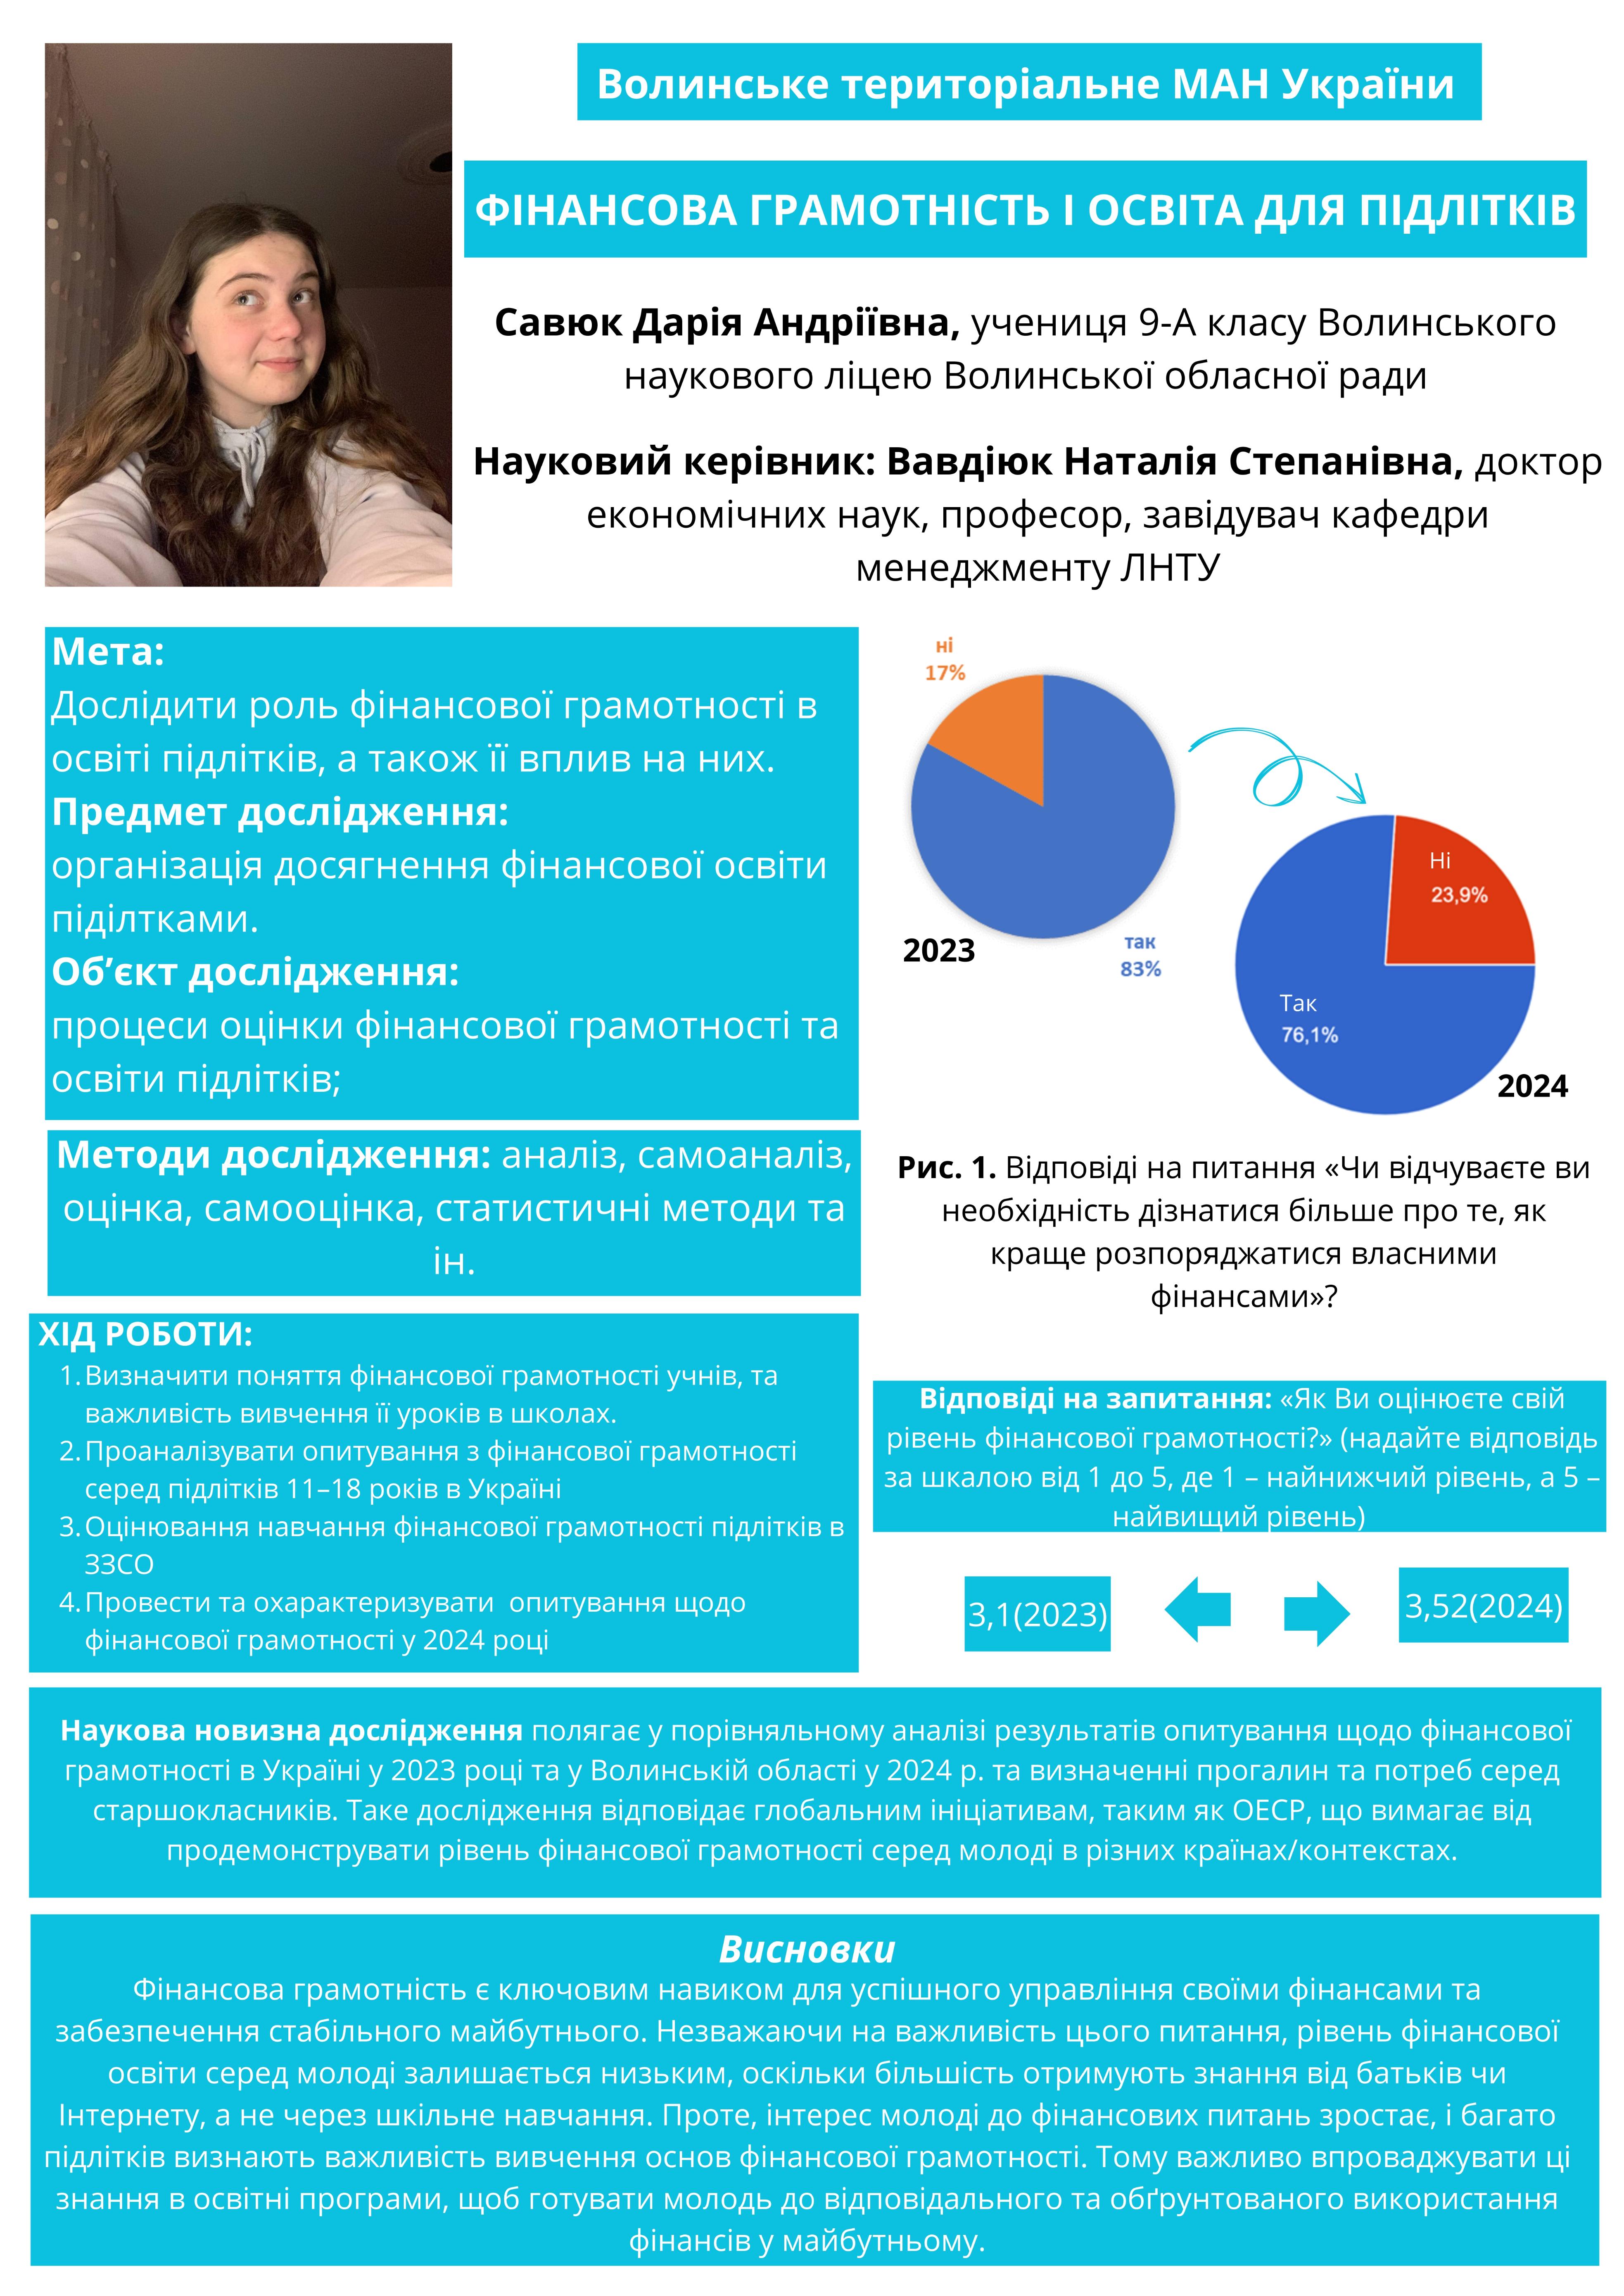 Волинське територіальне МАН України
ФІНАНСОВА ГРАМОТНІСТЬ І ОСВІТА ДЛЯ ПІДЛІТКІВ
Савюк Дарія Андріївна, учениця 9-А класу Волинського
наукового ліцею Волинської обласної ради
Науковий керівник: Вавдіюк Наталія Степанівна, доктор
економічних наук, професор, завідувач кафедри
менеджменту ЛНТУ
Мета:
Дослідити роль фінансової грамотності в
освіті підлітків, а також її вплив на них.
Предмет дослідження:
організація досягнення фінансової освіти
піділтками.
Об’єкт дослідження:
процеси оцінки фінансової грамотності та
освіти підлітків;
Методи дослідження: аналіз, самоаналіз,
оцінка, самооцінка, статистичні методи та
ін.
ХІД РОБОТИ:
1. Визначити поняття фінансової грамотності учнів, та
важливість вивчення її уроків в школах.
2. Проаналізувати опитування з фінансової грамотності
серед підлітків 11–18 років в Україні
3. Оцінювання навчання фінансової грамотності підлітків в
ЗЗСО
4. Провести та охарактеризувати опитування щодо
фінансової грамотності у 2024 році
ні
17%
2023
так
83%
Ні
23,9%
Так
76,1%
2024
Рис. 1. Відповіді на питання «Чи відчуваєте ви
необхідність дізнатися більше про те, як
краще розпоряджатися власними
фінансами»?
Відповіді на запитання: «Як Ви оцінюєте свій
рівень фінансової грамотності?» (надайте відповідь
за шкалою від 1 до 5, де 1 – найнижчий рівень, а 5 –
найвищий рівень)
3,1(2023)
3,52(2024)
Наукова новизна дослідження полягає у порівняльному аналізі результатів опитування щодо фінансової
грамотності в Україні у 2023 році та у Волинській області у 2024 р. та визначенні прогалин та потреб серед
старшокласників. Таке дослідження відповідає глобальним ініціативам, таким як ОЕСР, що вимагає від
продемонструвати рівень фінансової грамотності серед молоді в різних країнах/контекстах.
Висновки
Фінансова грамотність є ключовим навиком для успішного управління своїми фінансами та
забезпечення стабільного майбутнього. Незважаючи на важливість цього питання, рівень фінансової
освіти серед молоді залишається низьким, оскільки більшість отримують знання від батьків чи
Інтернету, а не через шкільне навчання. Проте, інтерес молоді до фінансових питань зростає, і багато
підлітків визнають важливість вивчення основ фінансової грамотності. Тому важливо впроваджувати ці
знання в освітні програми, щоб готувати молодь до відповідального та обґрунтованого використання
фінансів у майбутньому.